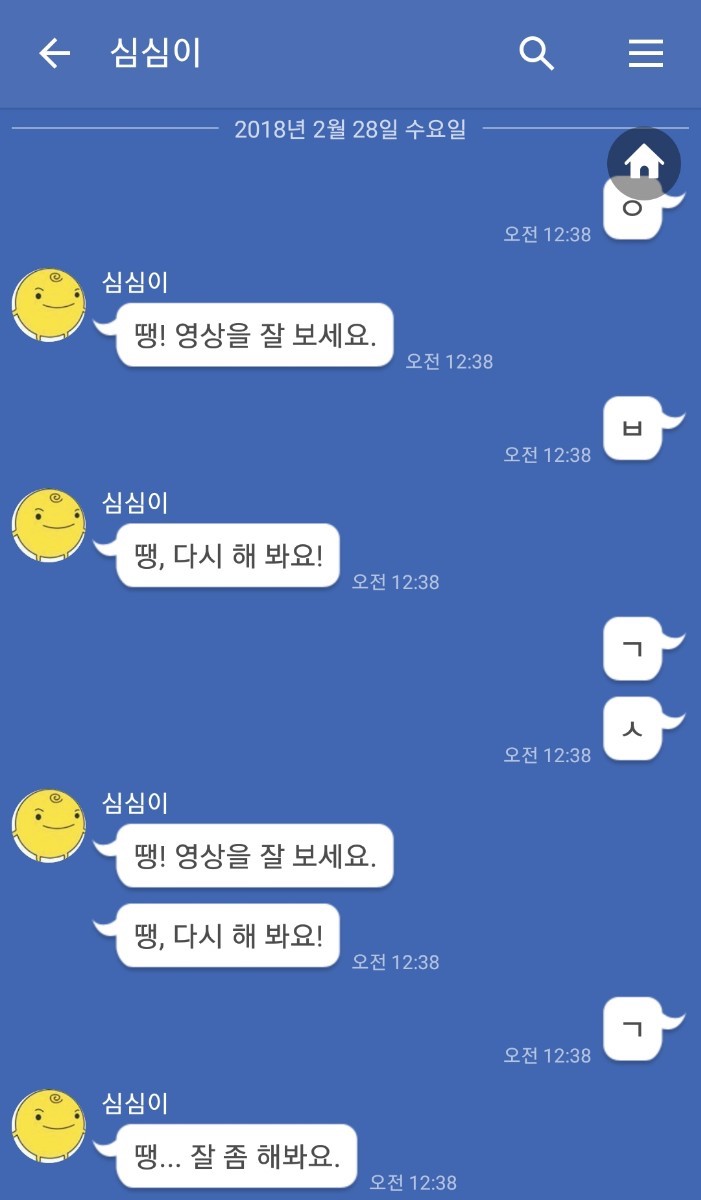 심심이
2018년 2월 28일 수요일
ㅇ
오전 12:38
심심이
땡! 영상을 잘 보세요.
오전 12:38
ㅂ
오전 12:38
심심이
땡, 다시 해 봐요!
오전 12:38
ㄱ
ㅅ
오전 12:38
심심이
땡! 영상을 잘 보세요.
땡, 다시 해 봐요!
오전 12:38
ㄱ
오전 12:38
심심이
땡... 잘 좀 해봐요.
오전 12:38